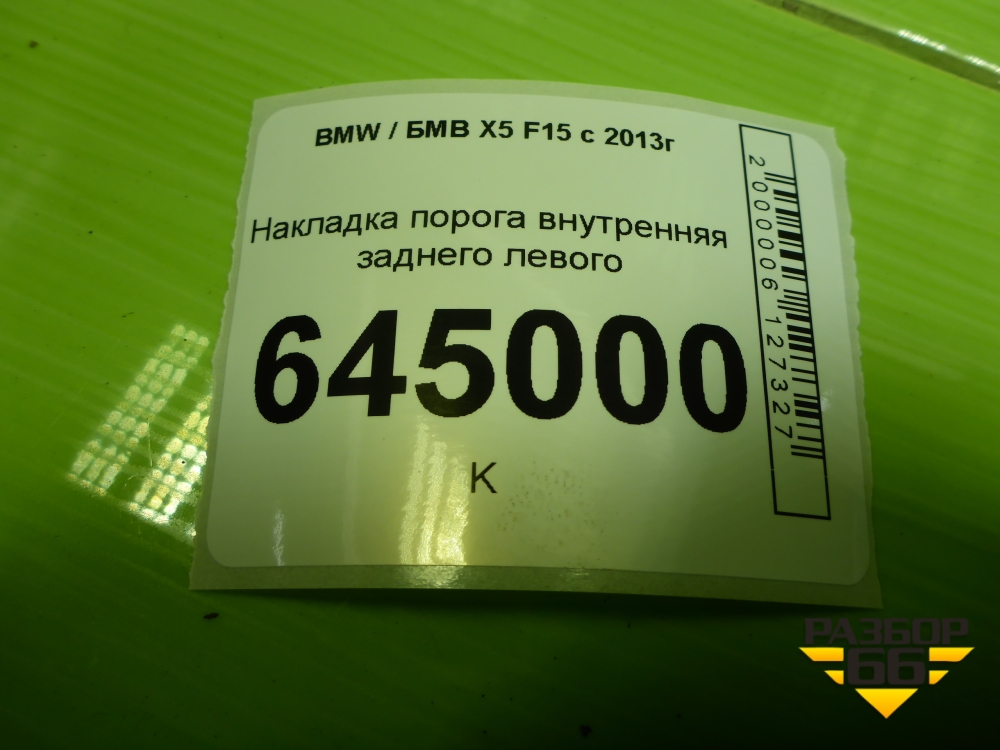 BMW / БМВ X5 F15 с 2013г
Накладка порога внутренняя
заднего левого
645000
К
2000006127327
РАЗБОР
66